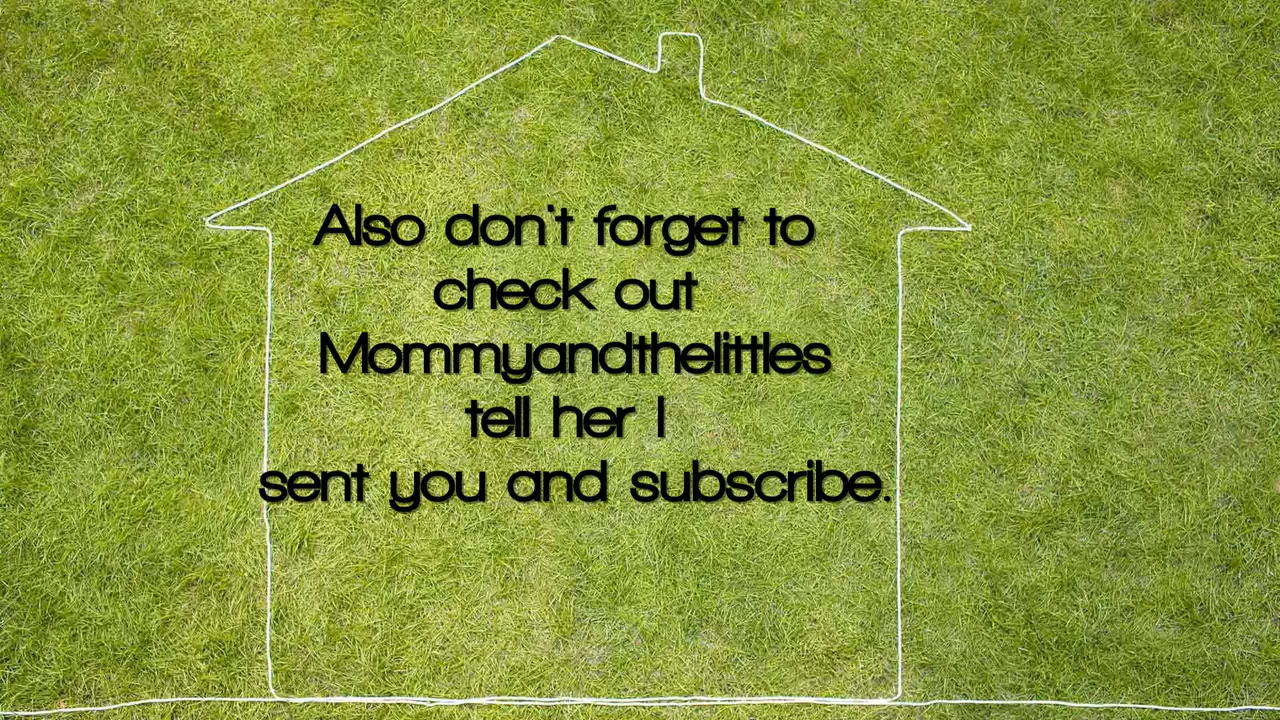 Also don't forget to
check out
Mommyandthelittles
tell her I
sent you and subscribe.